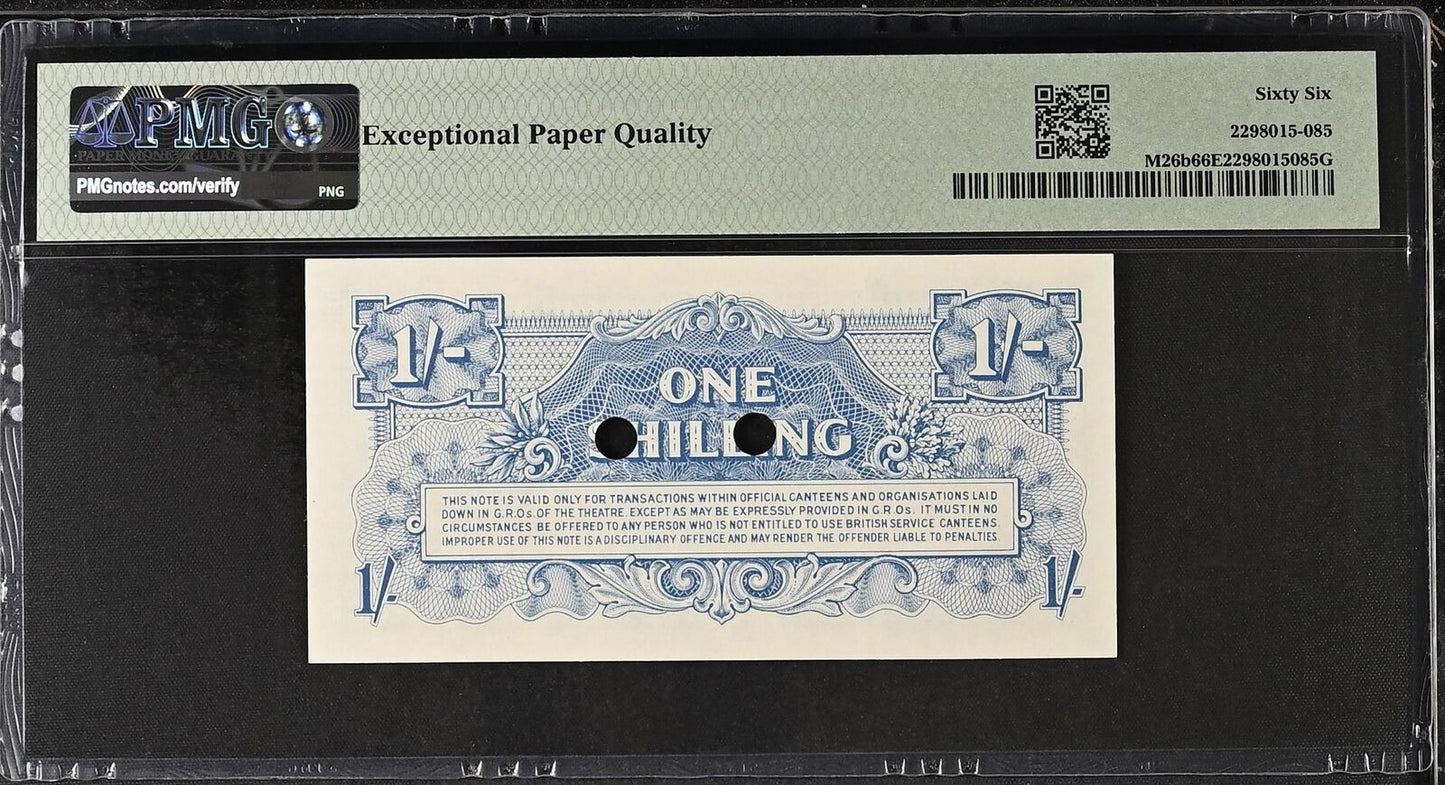 PMG
PAPER MONEY GUARANTY
PMGnotes.com/verify
PNG
Exceptional Paper Quality
Sixty Six
2298015-085
M26b66E2298015085G
1/-
1/-
ONE
SHILLING
THIS NOTE IS VALID ONLY FOR TRANSACTIONS WITHIN OFFICIAL CANTEENS AND ORGANISATIONS LAID
DOWN IN G.R.Os. OF THE THEATRE. EXCEPT AS MAY BE EXPRESSLY PROVIDED IN G.R.Os. IT MUST IN NO
CIRCUMSTANCES BE OFFERED TO ANY PERSON WHO IS NOT ENTITLED TO USE BRITISH SERVICE CANTEENS.
IMPROPER USE OF THIS NOTE IS A DISCIPLINARY OFFENCE AND MAY RENDER THE OFFENDER LIABLE TO PENALTIES.
1/-
1/-